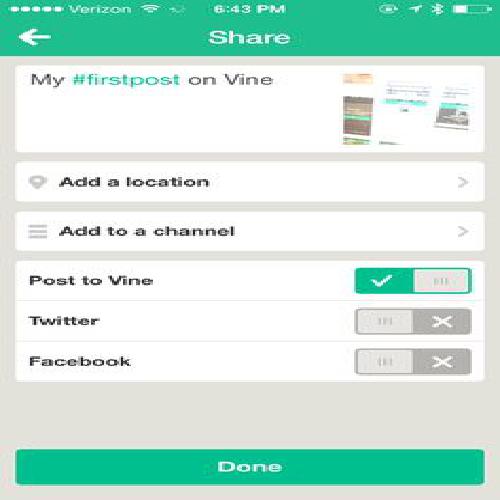 Verizon 6:43 PM
Share
My #firstpost on Vine
Add a location
Add to a channel
Post to Vine
Twitter
Facebook
Done